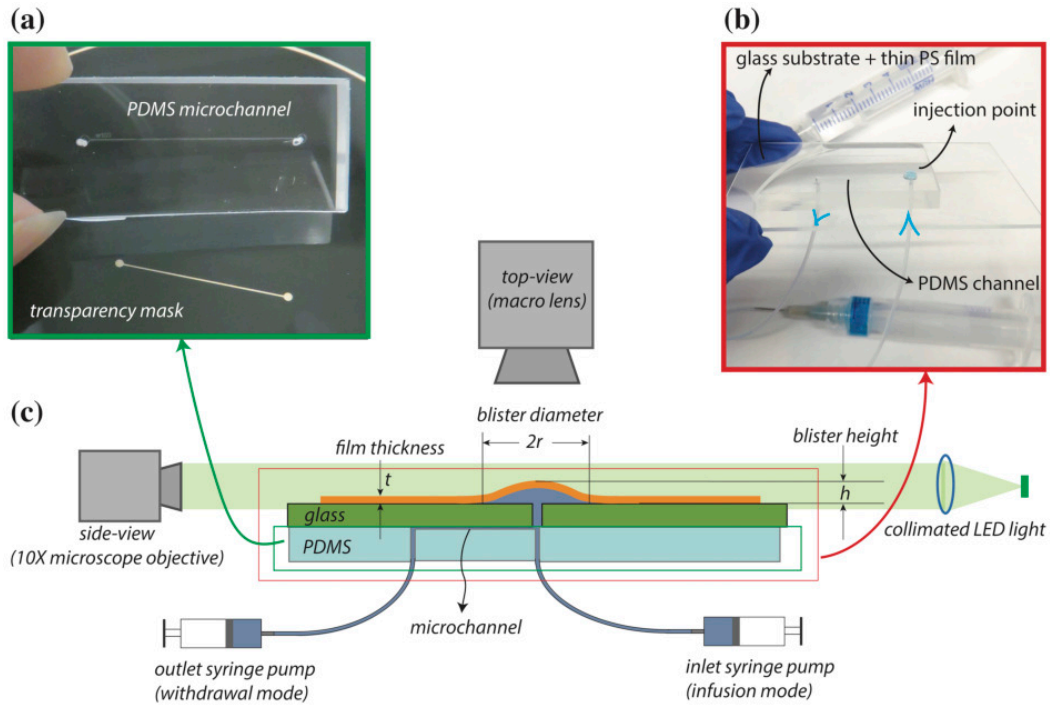 (a)
PDMS microchannel
transparency mask
(b)
glass substrate + thin PS film
injection point
PDMS channel
top-view
(macro lens)
(c)
blister diameter
2r
film thickness
t
blister height
h
glass
PDMS
side-view
(10X microscope objective)
collimated LED light
microchannel
outlet syringe pump
(withdrawal mode)
inlet syringe pump
(infusion mode)